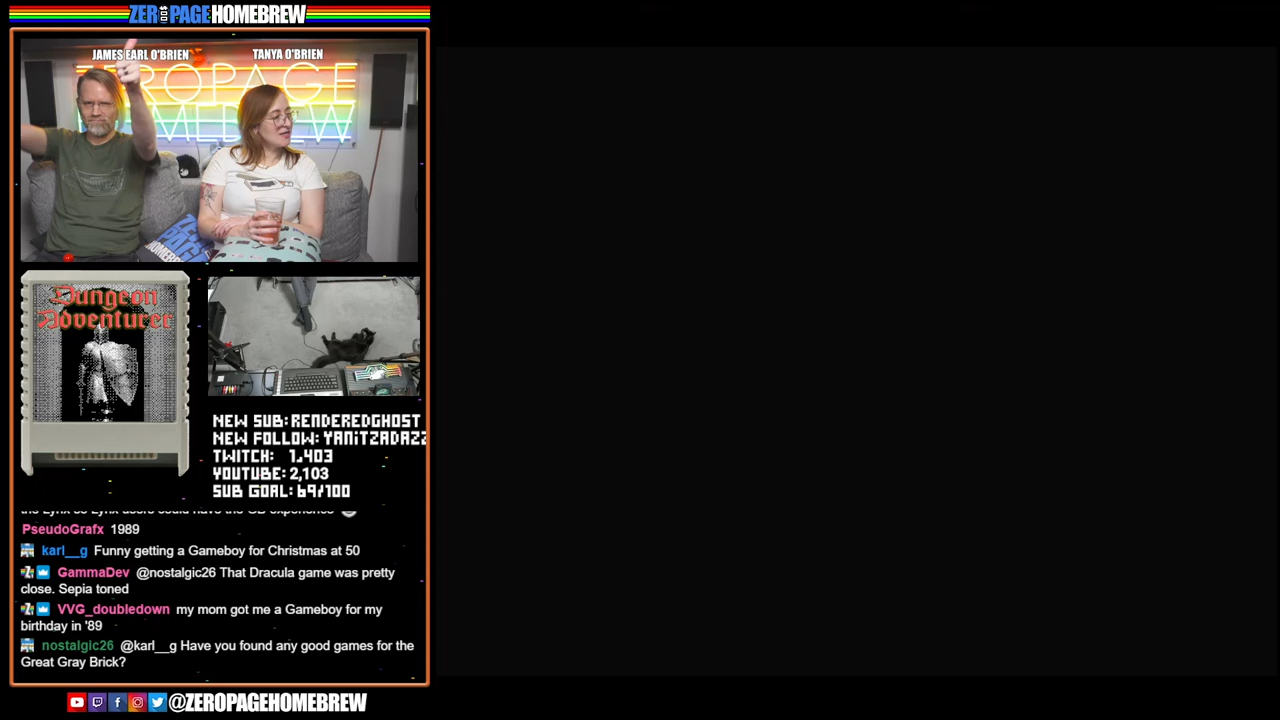 ZEROPAGE HOMEBREW
JAMES EARL O'BRIEN
TANYA O'BRIEN
Dungeon
Adventurer
NEW SUB: RENDEREDGHOST
NEW FOLLOW: YANITZADAZZ
TWITCH: 1,403
YOUTUBE: 2,103
SUB GOAL: 69/100
PseudoGrafx 1989
karl__g Funny getting a Gameboy for Christmas at 50
GammaDev @nostalgic26 That Dracula game was pretty
close. Sepia toned
VVG_doubledown my mom got me a Gameboy for my
birthday in '89
nostalgic26 @karl__g Have you found any good games for the
Great Gray Brick?
@ZEROPAGEHOMEBREW